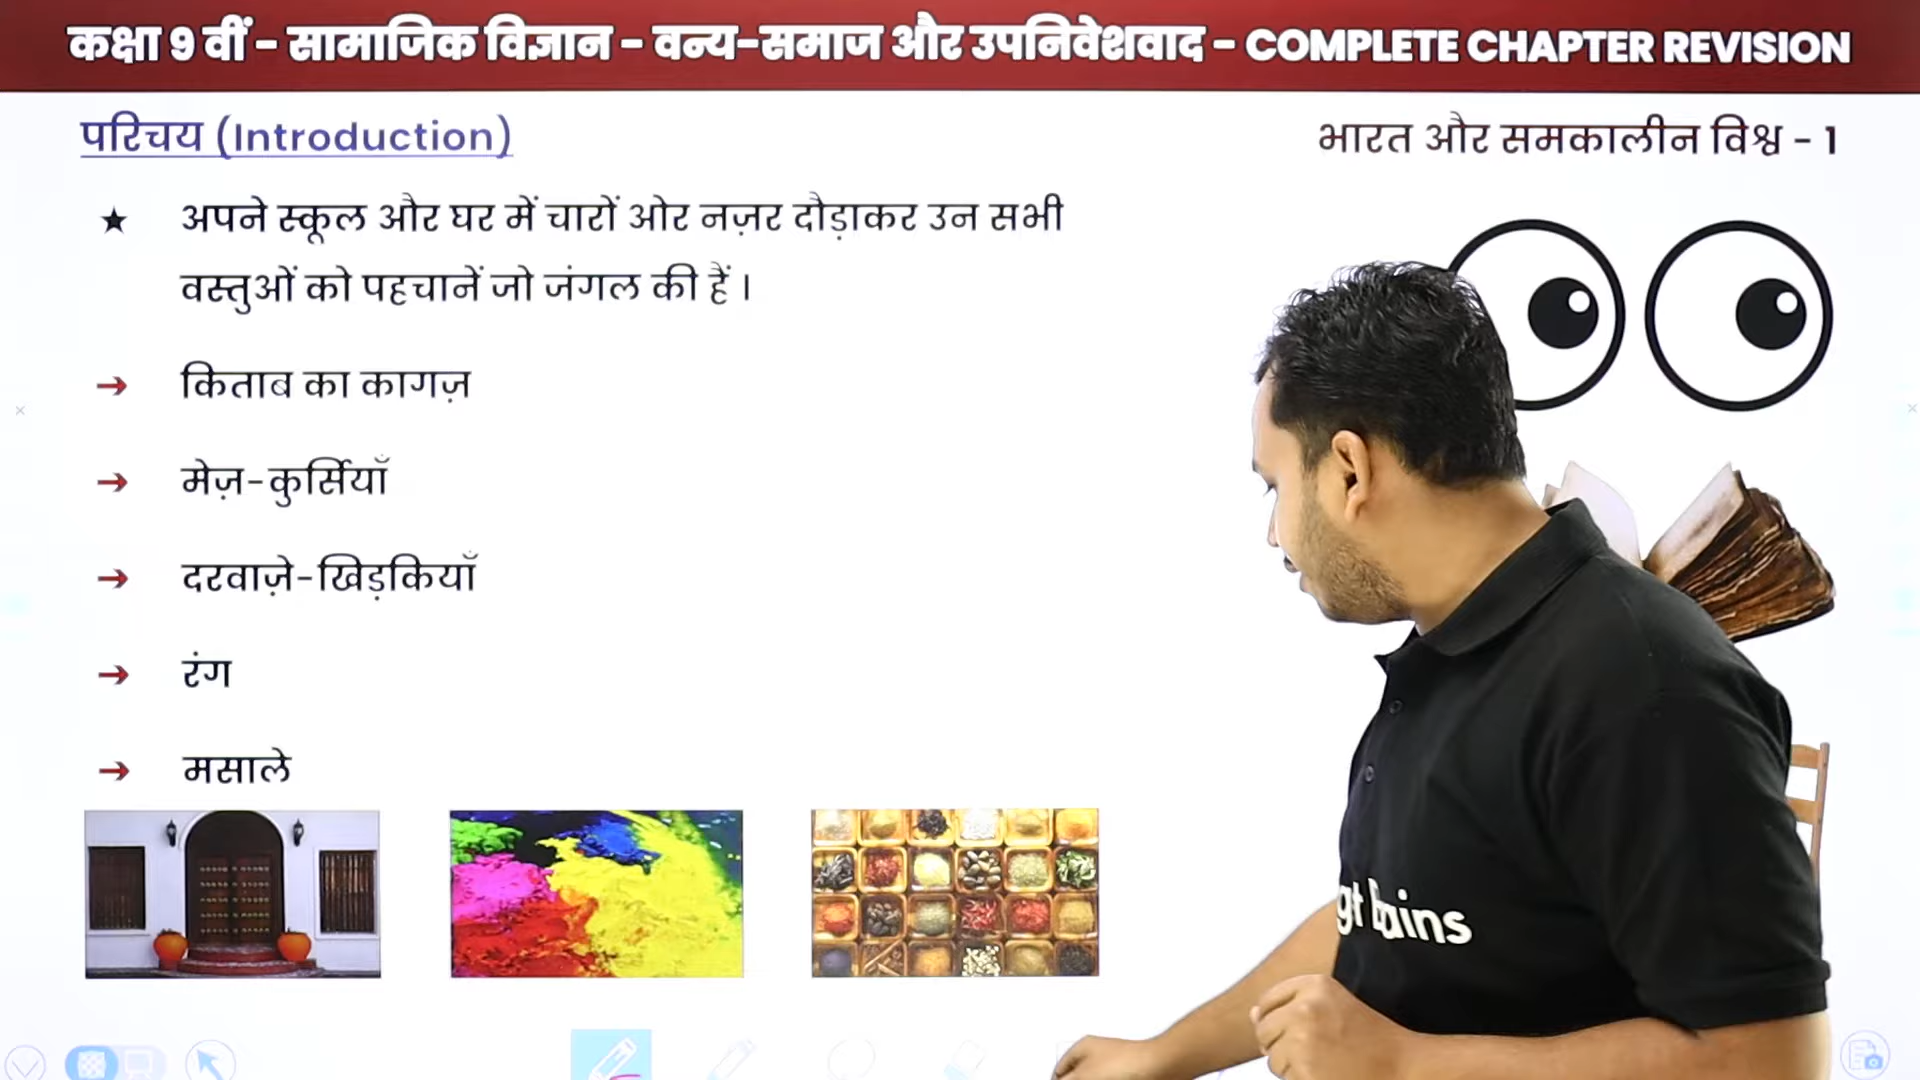 कक्षा 9 वीं - सामाजिक विज्ञान - वन्य-समाज और उपनिवेशवाद - COMPLETE CHAPTER REVISION
परिचय (Introduction)
भारत और समकालीन विश्व - 1
★ अपने स्कूल और घर में चारों ओर नज़र दौड़ाकर उन सभी
वस्तुओं को पहचानें जो जंगल की हैं।
→ किताब का कागज़
→ मेज़-कुर्सियाँ
→ दरवाज़े-खिड़कियाँ
→ रंग
→ मसाले